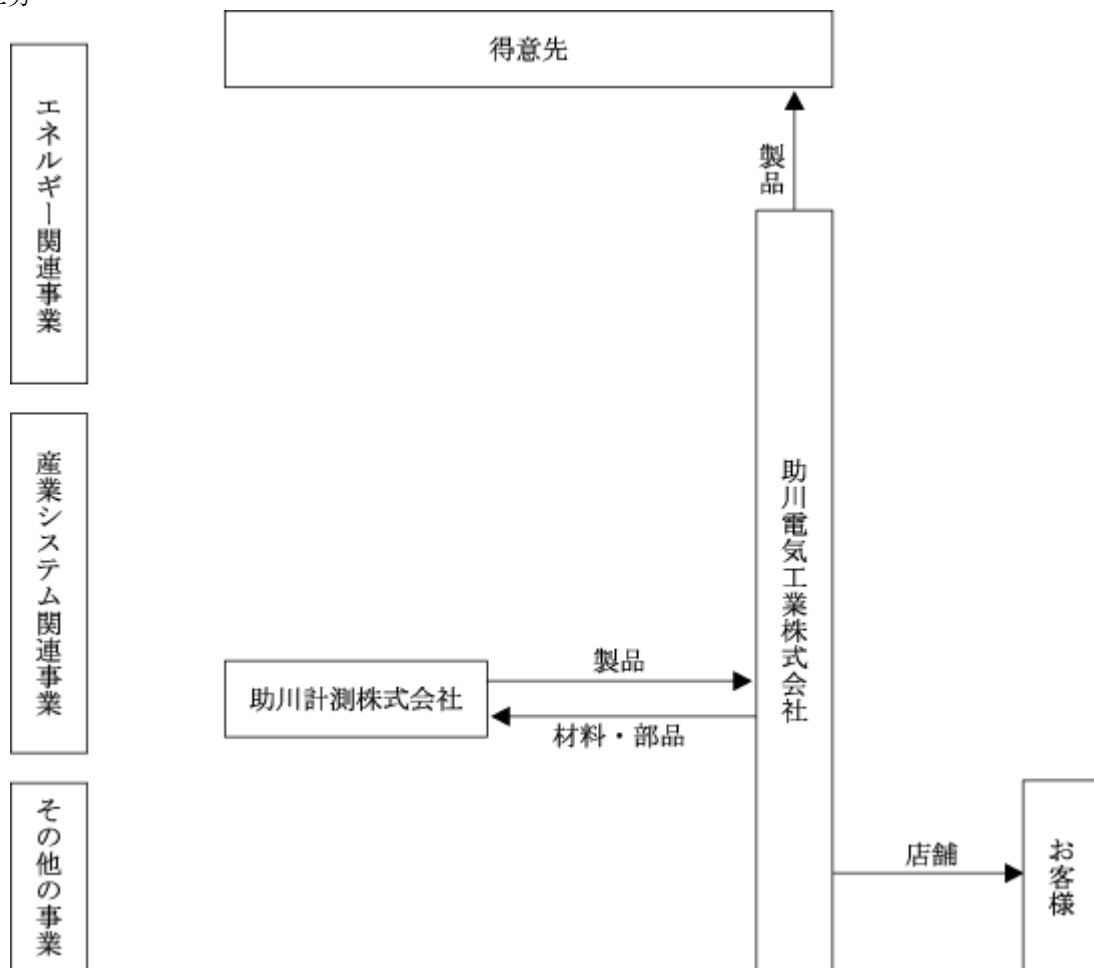 得意先
エネルギー関連事業
製品
産業システム関連事業
助川電気工業株式会社
製品
助川計測株式会社
材料・部品
その他の事業
店舗
お客様